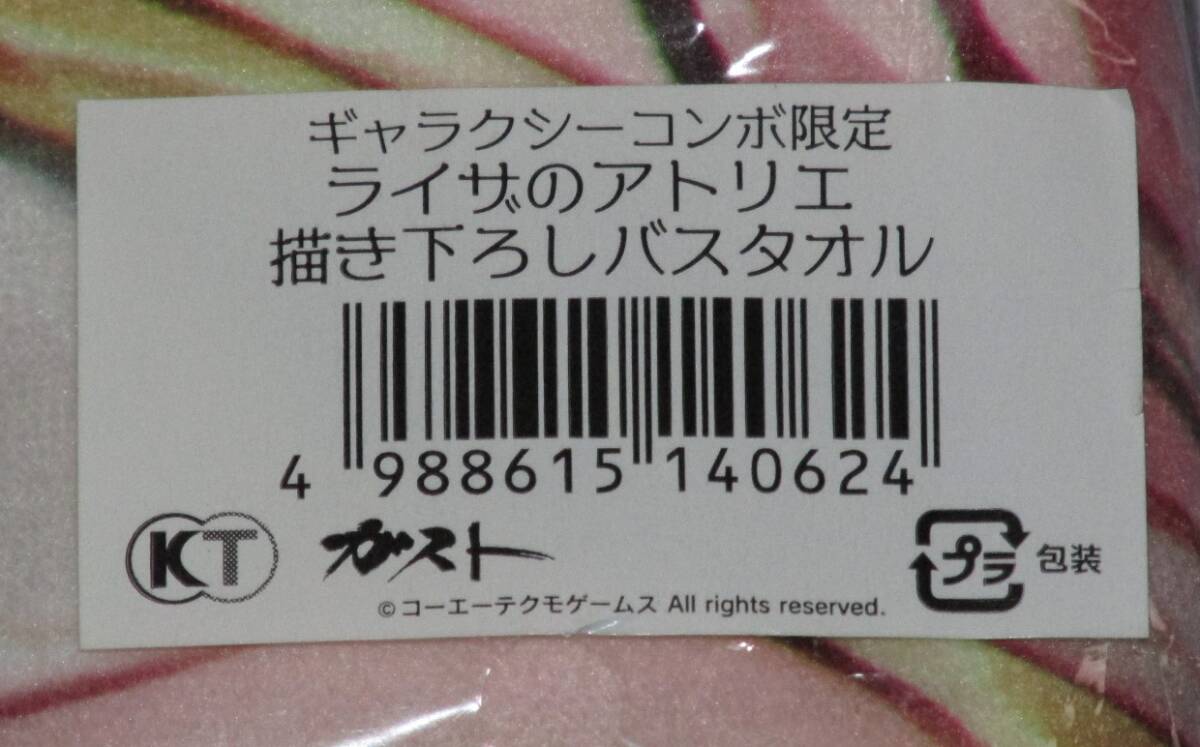 ギャラクシーコンボ限定
ライザのアトリエ
描き下ろしバスタオル
4 988615 140624
KT ガスト プラ 包装
©コーエーテクモゲームス All rights reserved.